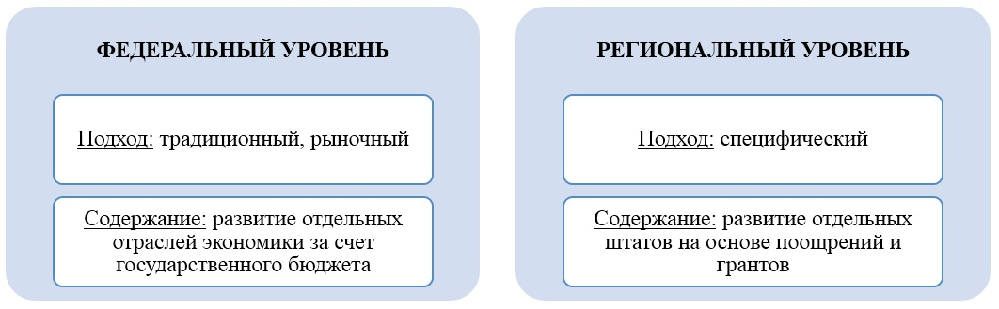 ФЕДЕРАЛЬНЫЙ УРОВЕНЬ
Подход: традиционный, рыночный
Содержание: развитие отдельных
отраслей экономики за счет
государственного бюджета
РЕГИОНАЛЬНЫЙ УРОВЕНЬ
Подход: специфический
Содержание: развитие отдельных
штатов на основе поощрений и
грантов